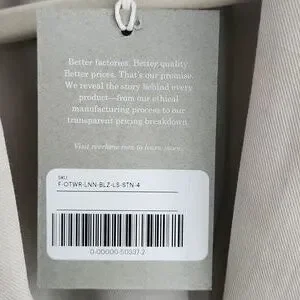 Better factories. Better quality
Better prices. That's our promise.
We reveal the story behind every
product—from our ethical
manufacturing process to our
transparent pricing breakdown.
Visit everlane.com to learn more.
SKU
F-OTWR-LNN-BLZ-LS-STN-4
0-00000-50337-2